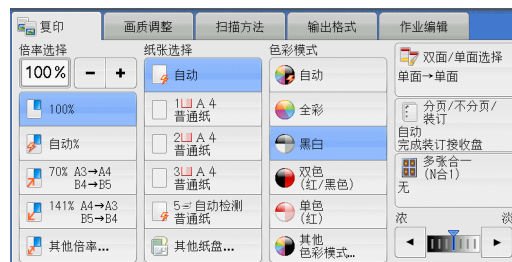 复印
画质调整
扫描方法
输出格式
作业编辑
倍率选择
100%
−
+
100%
自动%
70% A3→A4
B4→B5
141% A4→A3
B5→B4
其他倍率...
纸张选择
自动
1 A 4
普通纸
2 A 4
普通纸
3 A 4
普通纸
5 自动检测
普通纸
其他纸盘...
色彩模式
自动
全彩
黑白
双色
(红/黑色)
单色
(红)
其他
色彩模式...
双面/单面选择
单面→单面
分页/不分页/
装订
自动
完成装订接收盘
多张合一
(N合1)
无
浓
淡